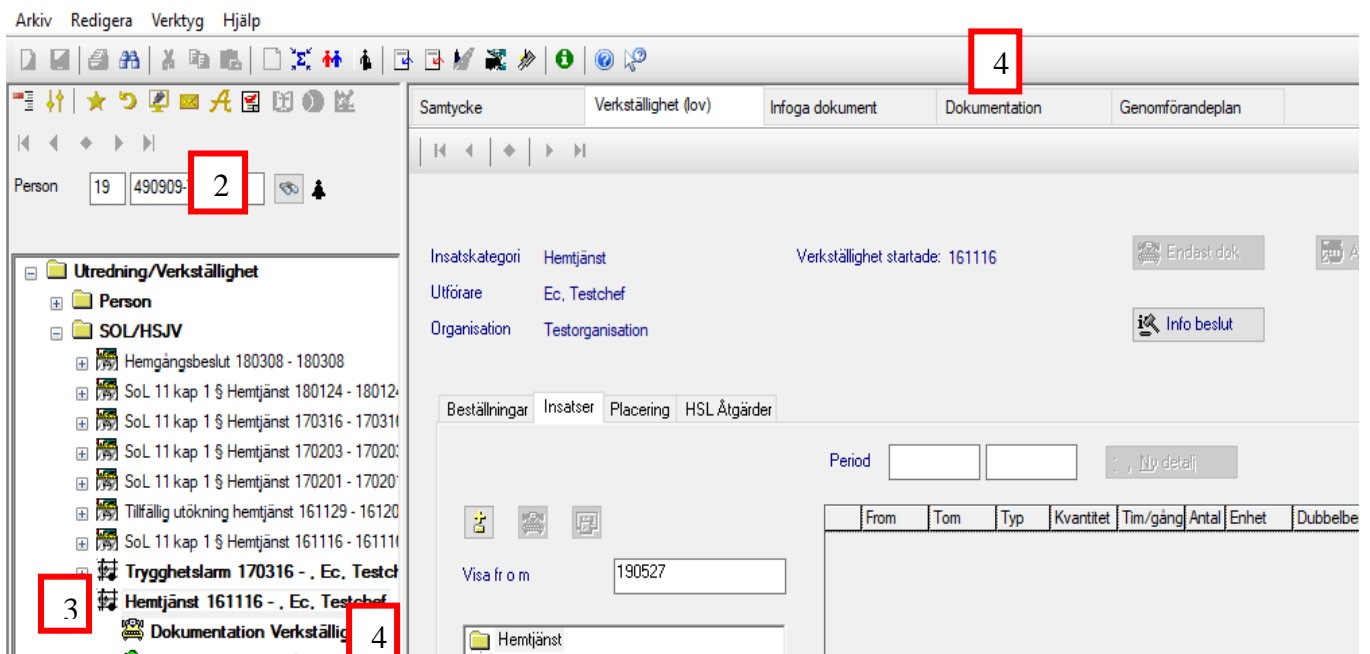 Arkiv Redigera Verktyg Hjälp
4
Samtycke Verkställighet (lov) Infoga dokument Dokumentation Genomförandeplan
Person 19 490909- 2
Utredning/Verkställighet
Person
SOL/HSJV
Hemgångsbeslut 180308 - 180308
SoL 11 kap 1 § Hemtjänst 180124 - 18012
SoL 11 kap 1 § Hemtjänst 170316 - 17031
SoL 11 kap 1 § Hemtjänst 170203 - 17020
SoL 11 kap 1 § Hemtjänst 170201 - 17020
Tillfällig utökning hemtjänst 161129 - 16120
SoL 11 kap 1 § Hemtjänst 161116 - 16111
Trygghetslarm 170316 - , Ec, Testch
3 Hemtjänst 161116 - , Ec, Testchef
Dokumentation Verkställig 4
Insatskategori Hemtjänst Verkställighet startade: 161116 Endast dok.
Utförare Ec, Testchef
Organisation Testorganisation Info beslut
Beställningar Insatser Placering HSL Åtgärder
Period Ny detalj
From Tom Typ Kvantitet Tim/gång Antal Enhet Dubbelbe
Visa fr o m 190527
Hemtjänst